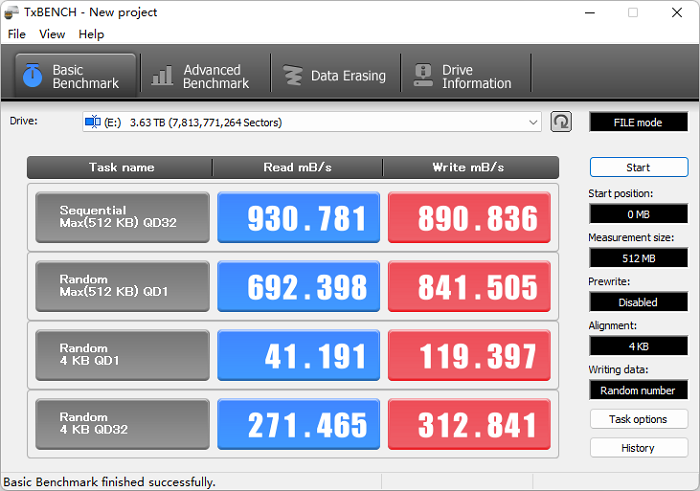 TxBENCH - New project
File View Help
Basic
Benchmark
Advanced
Benchmark
Data Erasing
Drive
Information
Drive:
(E:) 3.63 TB (7,813,771,264 Sectors)
FILE mode
Task name Read mB/s Write mB/s
Start
Sequential
Max(512 KB) QD32
930.781
890.836
Start position:
0 MB
Measurement size:
512 MB
Random
Max(512 KB) QD1
692.398
841.505
Prewrite:
Disabled
Random
4 KB QD1
41.191
119.397
Alignment:
4 KB
Writing data:
Random number
Random
4 KB QD32
271.465
312.841
Task options
History
Basic Benchmark finished successfully.